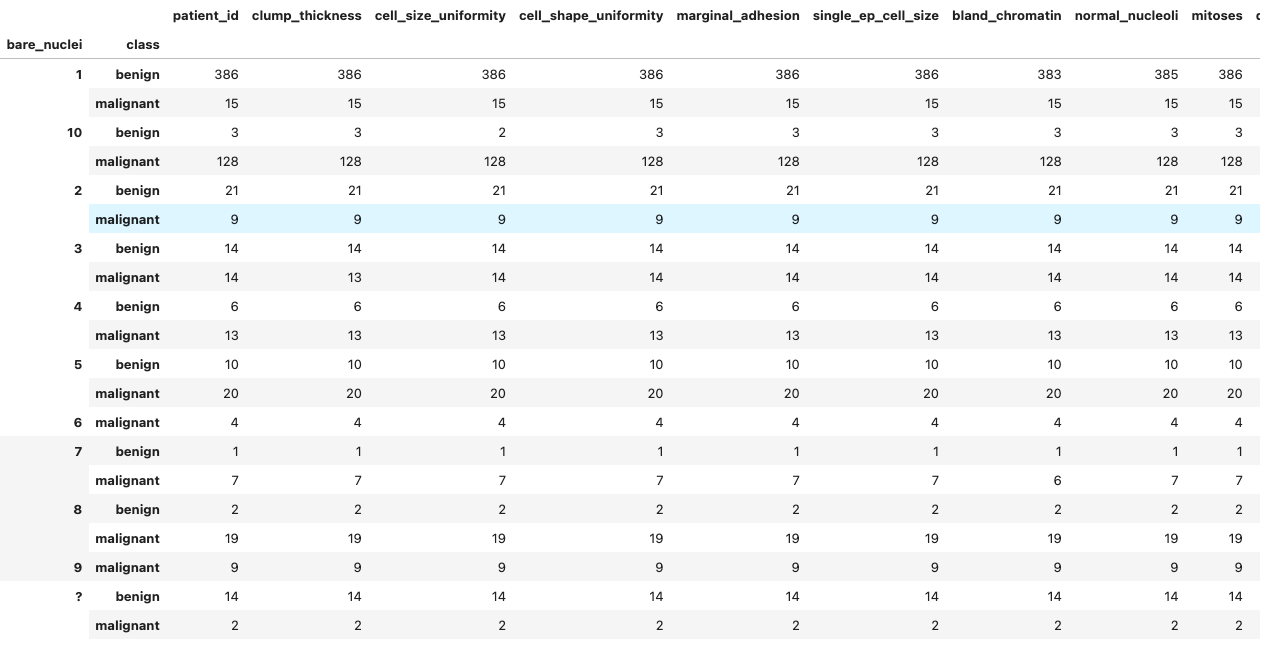 patient_id clump_thickness cell_size_uniformity cell_shape_uniformity marginal_adhesion single_ep_cell_size bland_chromatin normal_nucleoli mitoses
bare_nuclei class
1 benign 386 386 386 386 386 386 383 385 386
malignant 15 15 15 15 15 15 15 15 15
10 benign 3 3 2 3 3 3 3 3 3
malignant 128 128 128 128 128 128 128 128 128
2 benign 21 21 21 21 21 21 21 21 21
malignant 9 9 9 9 9 9 9 9 9
3 benign 14 14 14 14 14 14 14 14 14
malignant 14 13 14 14 14 14 14 14 14
4 benign 6 6 6 6 6 6 6 6 6
malignant 13 13 13 13 13 13 13 13 13
5 benign 10 10 10 10 10 10 10 10 10
malignant 20 20 20 20 20 20 20 20 20
6 malignant 4 4 4 4 4 4 4 4 4
7 benign 1 1 1 1 1 1 1 1 1
malignant 7 7 7 7 7 7 6 7 7
8 benign 2 2 2 2 2 2 2 2 2
malignant 19 19 19 19 19 19 19 19 19
9 malignant 9 9 9 9 9 9 9 9 9
? benign 14 14 14 14 14 14 14 14 14
malignant 2 2 2 2 2 2 2 2 2